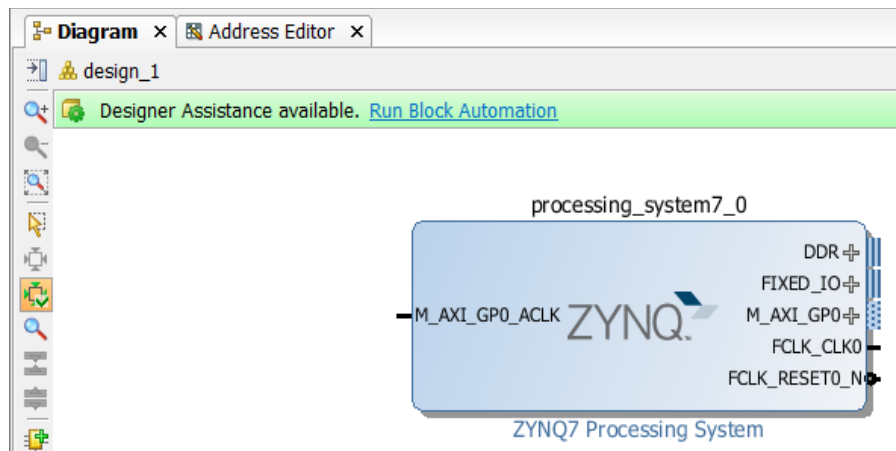 Diagram × Address Editor ×
design_1
Designer Assistance available. Run Block Automation
processing_system7_0
DDR
FIXED_IO
M_AXI_GP0_ACLK ZYNQ M_AXI_GP0
FCLK_CLK0
FCLK_RESET0_N
ZYNQ7 Processing System